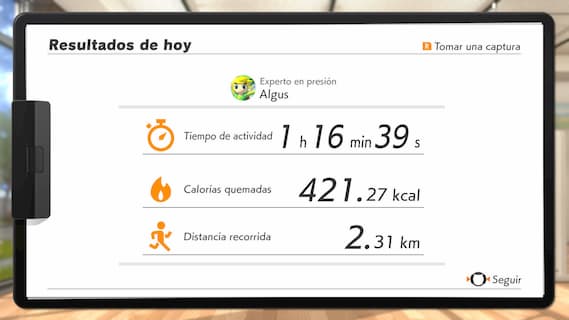 Resultados de hoy
R Tomar una captura
Experto en presión
Algus
Tiempo de actividad 1 h 16 min 39 s
Calorías quemadas 421.27 kcal
Distancia recorrida 2.31 km
Seguir